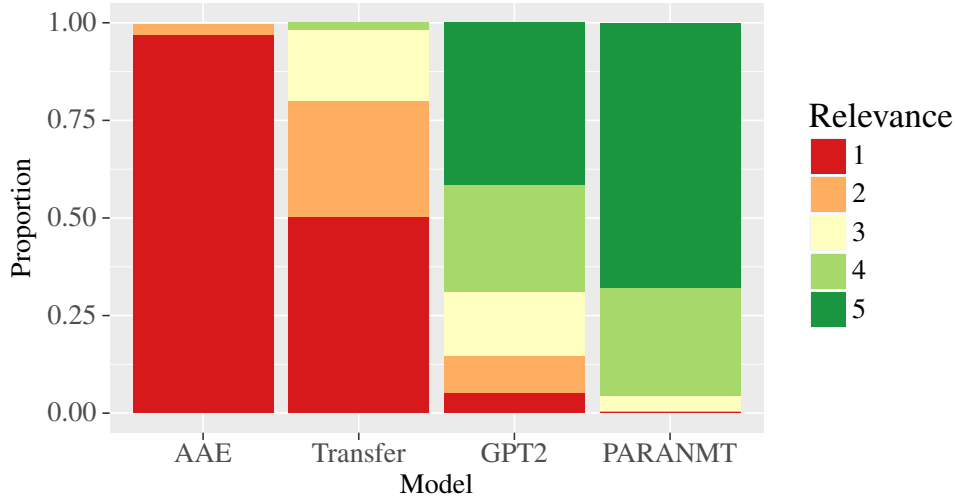 1.00
0.75
0.50
0.25
0.00
Proportion
AAE Transfer GPT2 PARANMT
Model
Relevance
1
2
3
4
5